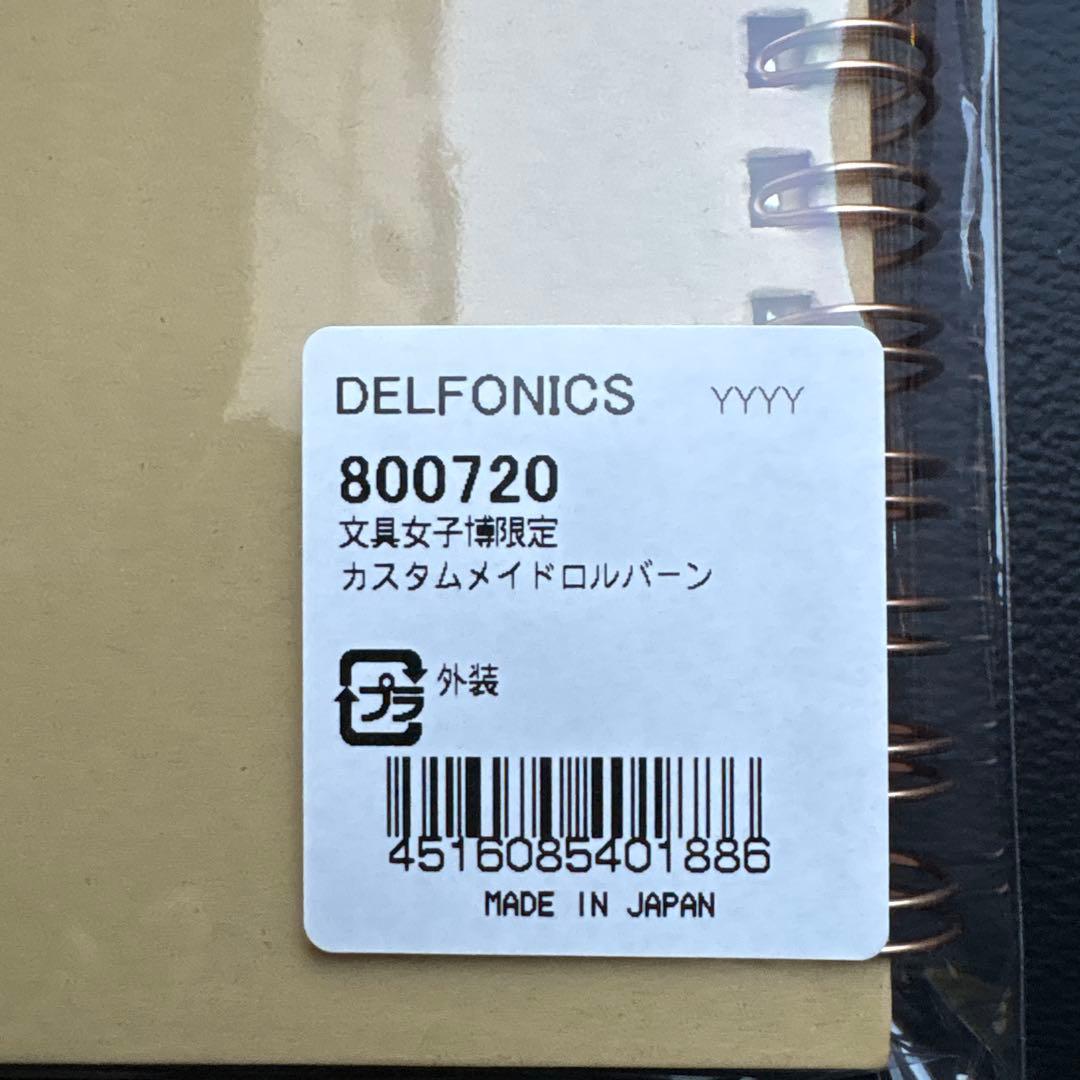 DELFONICS YYYY
800720
文具女子博限定
カスタムメイドロルバーン
プラ 外装
4516085401886
MADE IN JAPAN